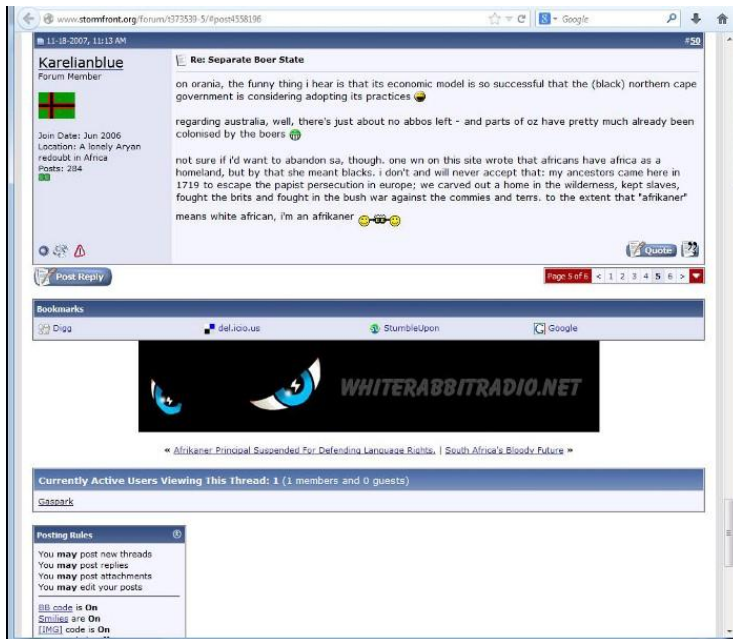 www.stormfront.org/forum/t373539-5/#post4558196
Google
11-18-2007, 11:13 AM
#50
Karelianblue
Forum Member
Join Date: Jun 2006
Location: A lonely Aryan
redoubt in Africa
Posts: 284
Re: Separate Boer State
on orania, the funny thing i hear is that its economic model is so successful that the (black) northern cape
government is considering adopting its practices
regarding australia, well, there's just about no abbos left - and parts of oz have pretty much already been
colonised by the boers
not sure if i'd want to abandon sa, though. one wn on this site wrote that africans have africa as a
homeland, but by that she meant blacks. i don't and will never accept that: my ancestors came here in
1719 to escape the papist persecution in europe; we carved out a home in the wilderness, kept slaves,
fought the brits and fought in the bush war against the commies and terrs. to the extent that "afrikaner"
means white african, i'm an afrikaner
Quote
Post Reply
Page 5 of 6 < 1 2 3 4 5 6 >
Bookmarks
Digg
del.icio.us
StumbleUpon
Google
WHITERABBITRADIO.NET
« Afrikaner Principal Suspended For Defending Language Rights. | South Africa's Bloody Future »
Currently Active Users Viewing This Thread: 1 (1 members and 0 guests)
Gaspark
Posting Rules
You may post new threads
You may post replies
You may post attachments
You may edit your posts
BB code is On
Smilies are On
[IMG] code is On